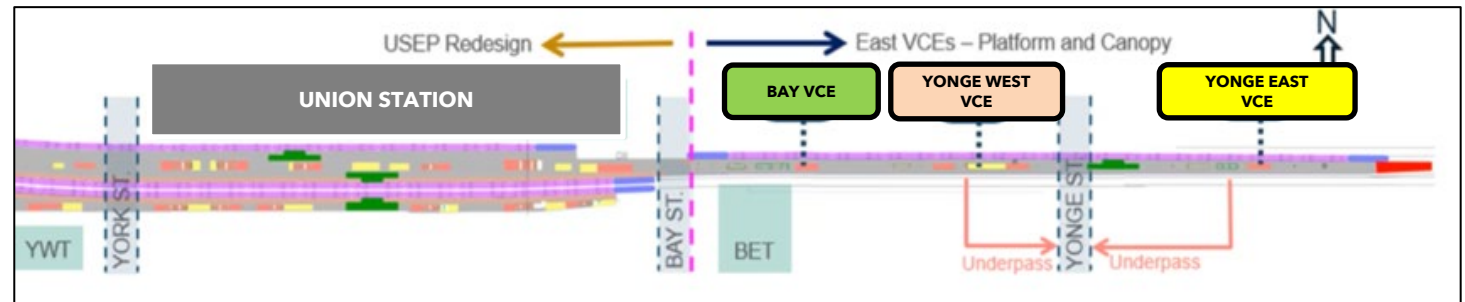 USEP Redesign
East VCEs – Platform and Canopy
N
UNION STATION
BAY VCE
YONGE WEST
VCE
YONGE EAST
VCE
YWT
YORK ST.
BAY ST.
BET
YONGE ST.
Underpass
Underpass